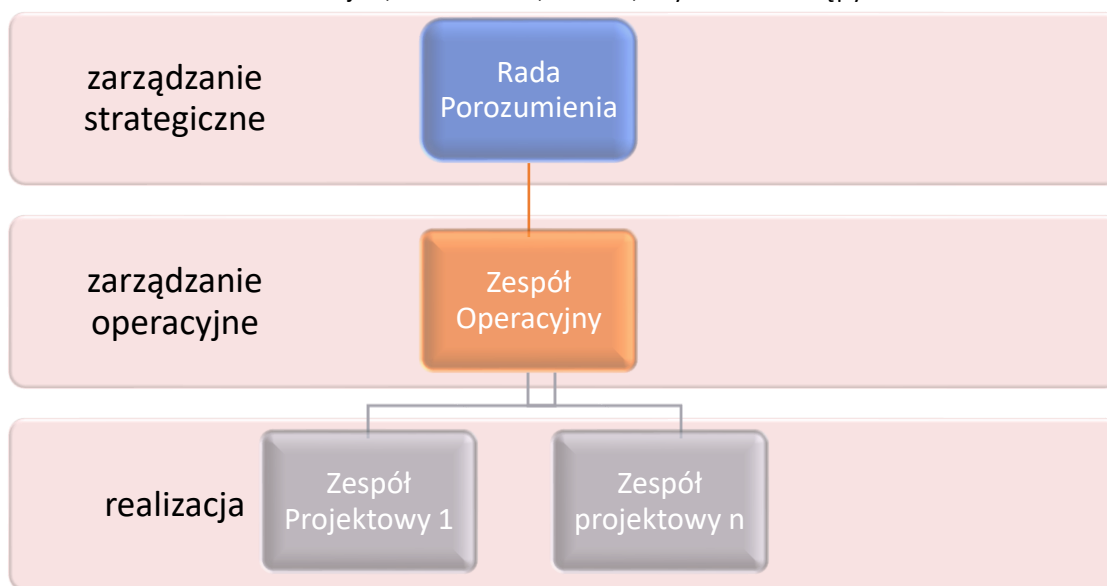 zarządzanie
strategiczne
Rada
Porozumienia
zarządzanie
operacyjne
Zespół
Operacyjny
realizacja
Zespół
Projektowy 1
Zespół
projektowy n